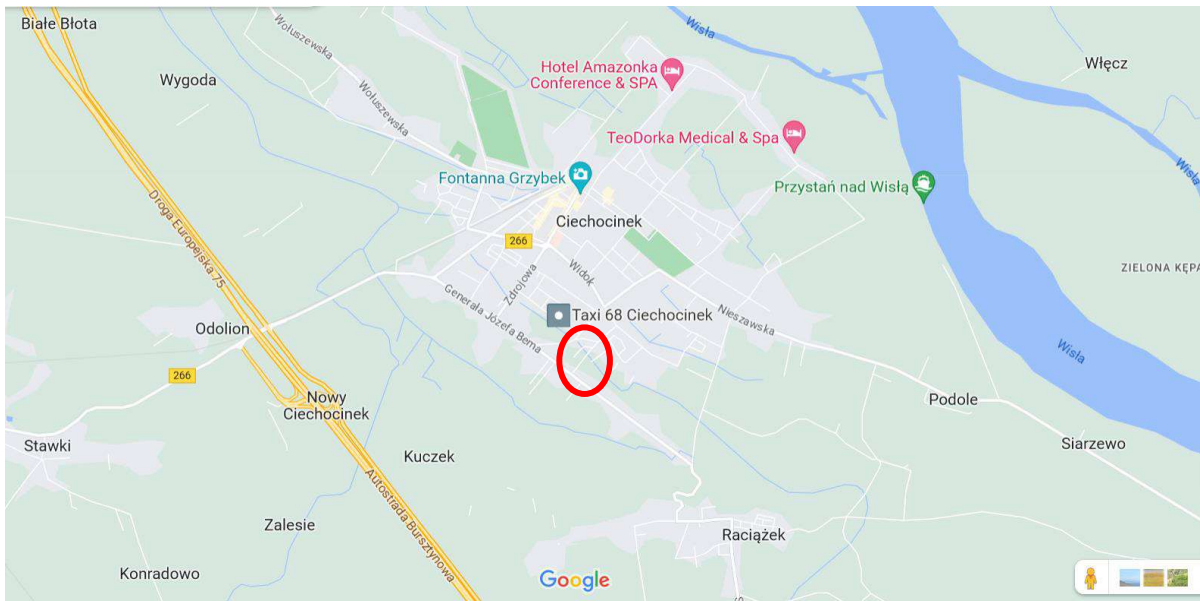 Białe Błota
Wołuszewska
Wisła
Włęcz
Wygoda
Hotel Amazonka
Conference & SPA
Wołuszewska
TeoDorka Medical & Spa
Fontanna Grzybek
Przystań nad Wisłą
Wisła
Droga Europejska 75
Ciechocinek
266
Widok
Zdrojowa
ZIELONA KĘPA
Generała Józefa Bema
Taxi 68 Ciechocinek
Nieszawska
Odolion
Wisła
266
Nowy
Ciechocinek
Podole
Stawki
Siarzewo
Kuczek
Autostrada Bursztynowa
Zalesie
Raciążek
Konradowo
Google